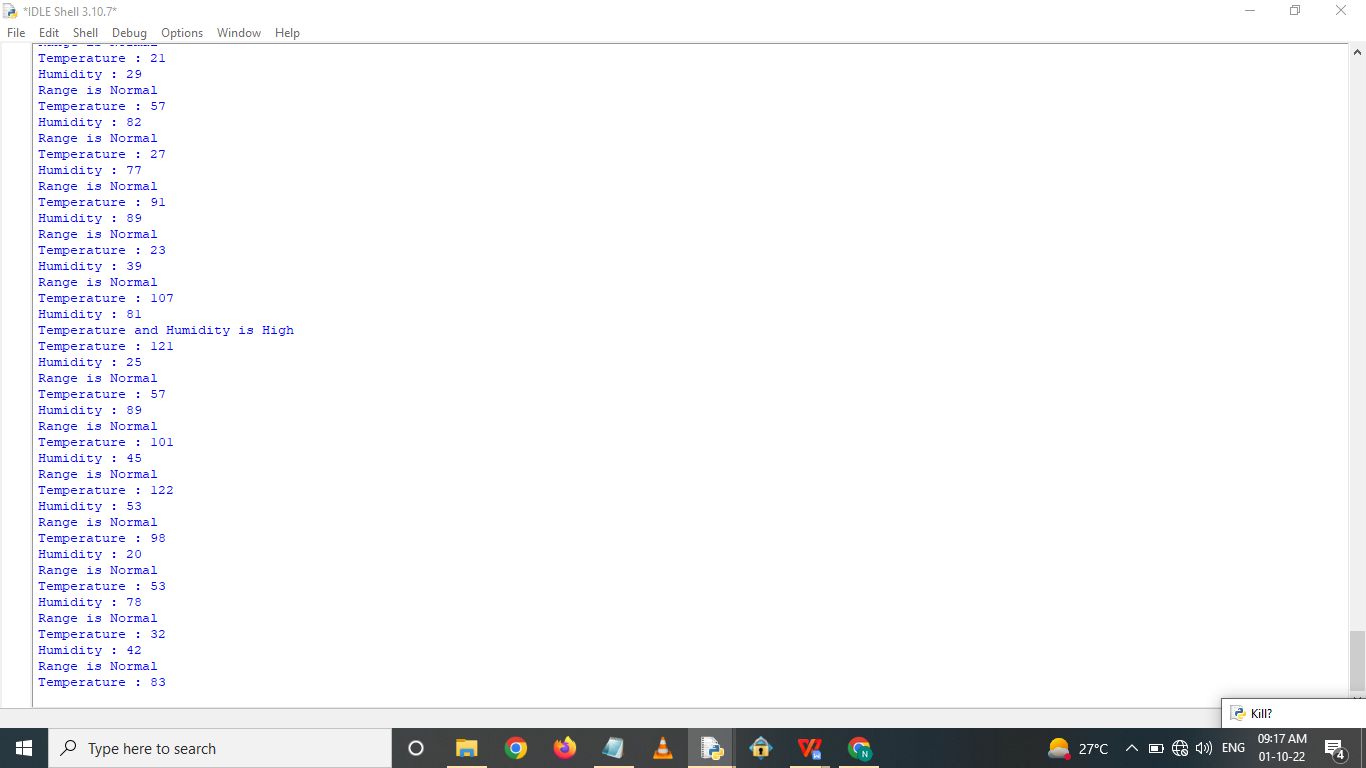 *IDLE Shell 3.10.7*
File Edit Shell Debug Options Window Help
Range is Normal
Temperature : 21
Humidity : 29
Range is Normal
Temperature : 57
Humidity : 82
Range is Normal
Temperature : 27
Humidity : 77
Range is Normal
Temperature : 91
Humidity : 89
Range is Normal
Temperature : 23
Humidity : 39
Range is Normal
Temperature : 107
Humidity : 81
Temperature and Humidity is High
Temperature : 121
Humidity : 25
Range is Normal
Temperature : 57
Humidity : 89
Range is Normal
Temperature : 101
Humidity : 45
Range is Normal
Temperature : 122
Humidity : 53
Range is Normal
Temperature : 98
Humidity : 20
Range is Normal
Temperature : 53
Humidity : 78
Range is Normal
Temperature : 32
Humidity : 42
Range is Normal
Temperature : 83
Kill?
Type here to search
27°C
ENG
09:17 AM
01-10-22
4
N